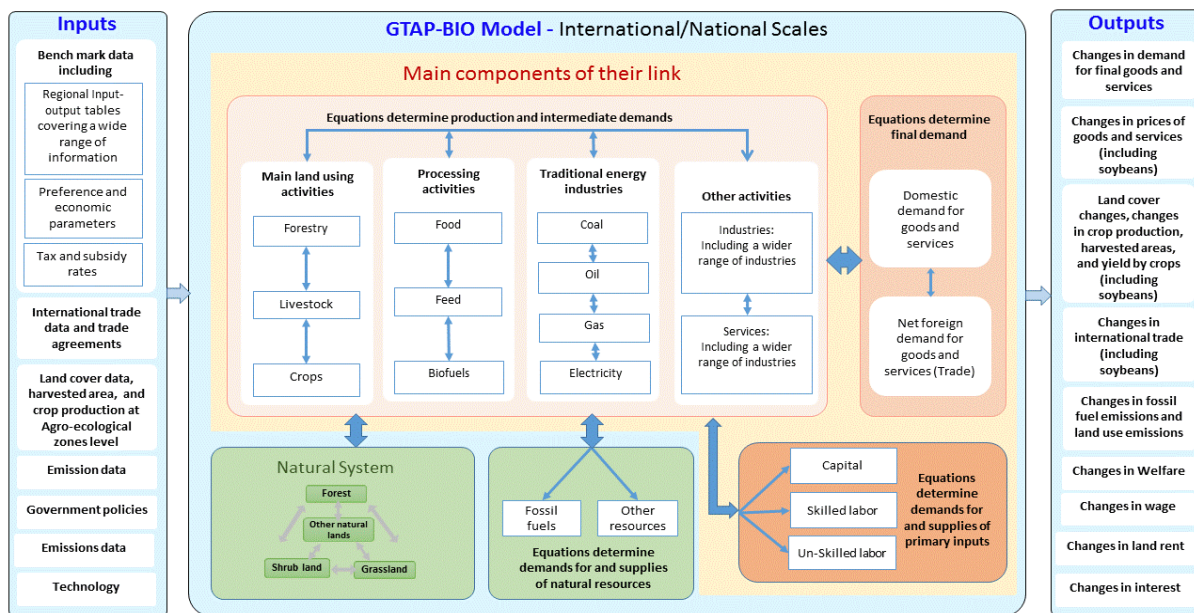 Inputs
Bench mark data
including
Regional Input-
output tables
covering a wide
range of
information
Preference and
economic
parameters
Tax and subsidy
rates
International trade
data and trade
agreements
Land cover data,
harvested area, and
crop production at
Agro-ecological
zones level
Emission data
Government policies
Emissions data
Technology
GTAP-BIO Model - International/National Scales
Main components of their link
Equations determine production and intermediate demands
Main land using
activities
Forestry
Livestock
Crops
Processing
activities
Food
Feed
Biofuels
Traditional energy
industries
Coal
Oil
Gas
Electricity
Other activities
Industries:
Including a wider
range of industries
Services:
Including a wider
range of industries
Equations determine
final demand
Domestic
demand for
goods and
services
Net foreign
demand for
goods and
services (Trade)
Natural System
Forest
Other natural
lands
Shrub land
Grassland
Fossil
fuels
Other
resources
Equations determine
demands for and supplies
of natural resources
Capital
Skilled labor
Un-Skilled labor
Equations
determine
demands for
and supplies of
primary inputs
Outputs
Changes in demand
for final goods and
services
Changes in prices of
goods and services
(including
soybeans)
Land cover
changes, changes
in crop production,
harvested areas,
and yield by crops
(including
soybeans)
Changes in
international trade
(including
soybeans)
Changes in fossil
fuel emissions and
land use emissions
Changes in Welfare
Changes in wage
Changes in land rent
Changes in interest